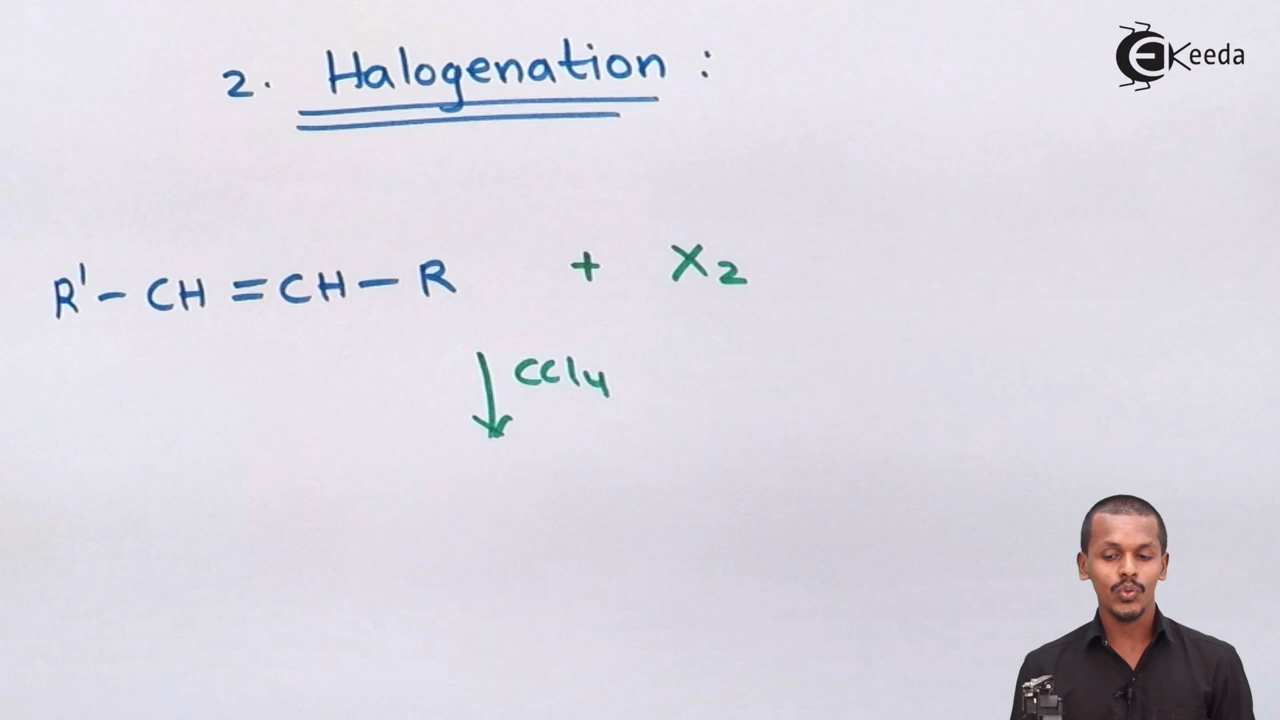 EKeeda
2. Halogenation :
R' - CH = CH - R + X2
CCl4